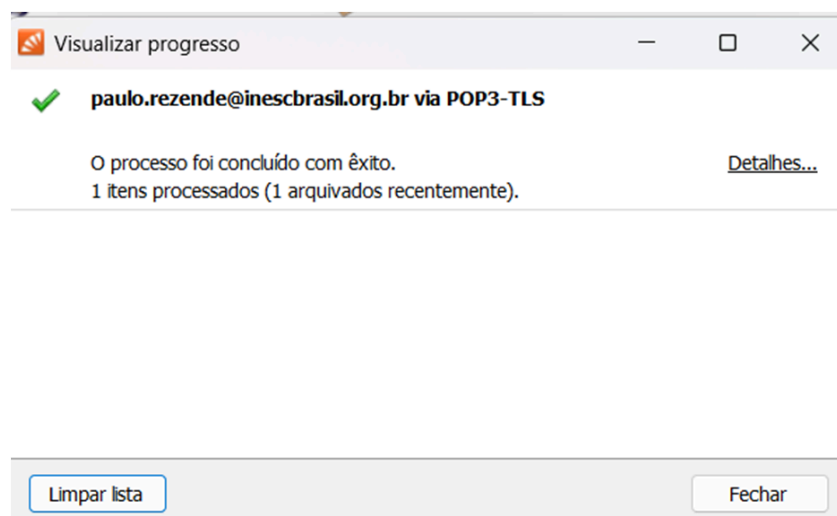 Visualizar progresso
paulo.rezende@inescbrasil.org.br via POP3-TLS
O processo foi concluído com êxito.
Detalhes...
1 itens processados (1 arquivados recentemente).
Limpar lista
Fechar